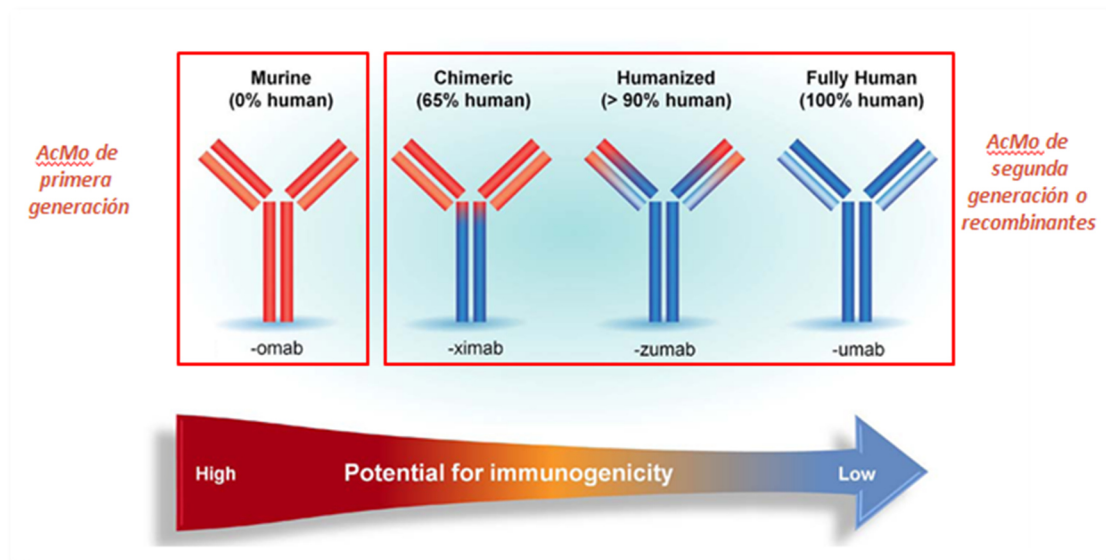 Murine
(0% human)
Chimeric
(65% human)
Humanized
(> 90% human)
Fully Human
(100% human)
AcMo de
primera
generación
AcMo de
segunda
generación o
recombinantes
-omab
-ximab
-zumab
-umab
High
Potential for immunogenicity
Low